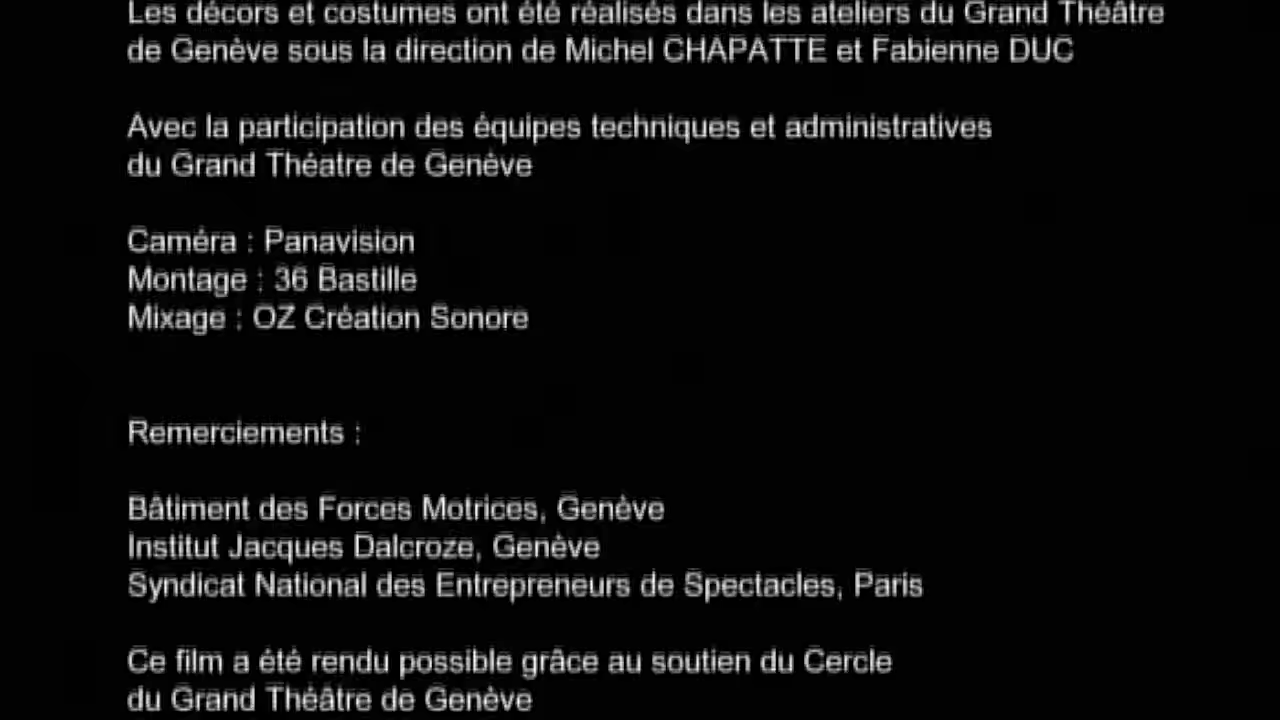 Les décors et costumes ont été réalisés dans les ateliers du Grand Théâtre
de Genève sous la direction de Michel CHAPATTE et Fabienne DUC
Avec la participation des équipes techniques et administratives
du Grand Théatre de Genève
Caméra : Panavision
Montage : 36 Bastille
Mixage : OZ Création Sonore
Remerciements :
Bâtiment des Forces Motrices, Genève
Institut Jacques Dalcroze, Genève
Syndicat National des Entrepreneurs de Spectacles, Paris
Ce film a été rendu possible grâce au soutien du Cercle
du Grand Théâtre de Genève